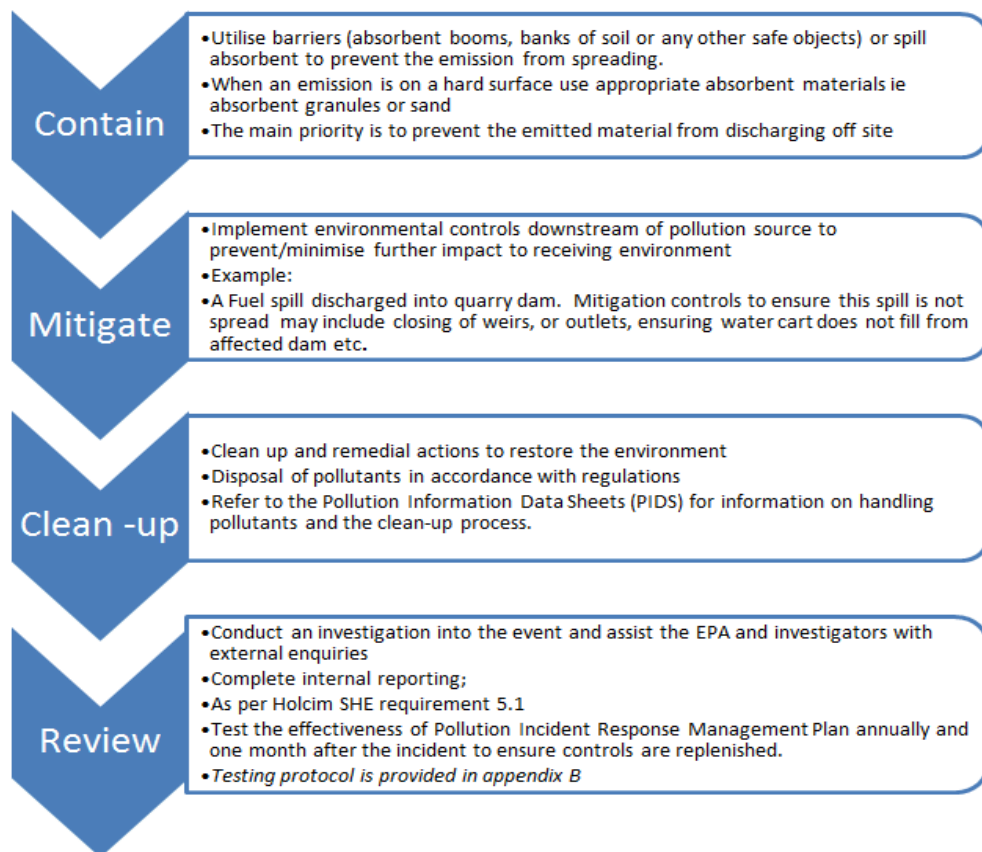 Contain
•Utilise barriers (absorbent booms, banks of soil or any other safe objects) or spill
absorbent to prevent the emission from spreading.
•When an emission is on a hard surface use appropriate absorbent materials ie
absorbent granules or sand
•The main priority is to prevent the emitted material from discharging off site
Mitigate
•Implement environmental controls downstream of pollution source to
prevent/minimise further impact to receiving environment
•Example:
•A Fuel spill discharged into quarry dam. Mitigation controls to ensure this spill is not
spread may include closing of weirs, or outlets, ensuring water cart does not fill from
affected dam etc.
Clean -up
•Clean up and remedial actions to restore the environment
•Disposal of pollutants in accordance with regulations
•Refer to the Pollution Information Data Sheets (PIDS) for information on handling
pollutants and the clean-up process.
Review
•Conduct an investigation into the event and assist the EPA and investigators with
external enquiries
•Complete internal reporting;
•As per Holcim SHE requirement 5.1
•Test the effectiveness of Pollution Incident Response Management Plan annually and
one month after the incident to ensure controls are replenished.
•Testing protocol is provided in appendix B